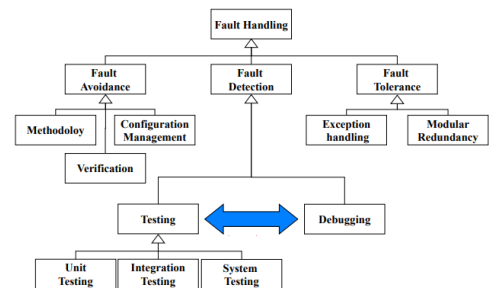 Fault Handling
Fault
Avoidance
Fault
Detection
Fault
Tolerance
Methodoloy
Configuration
Management
Exception
handling
Modular
Redundancy
Verification
Testing
Debugging
Unit
Testing
Integration
Testing
System
Testing